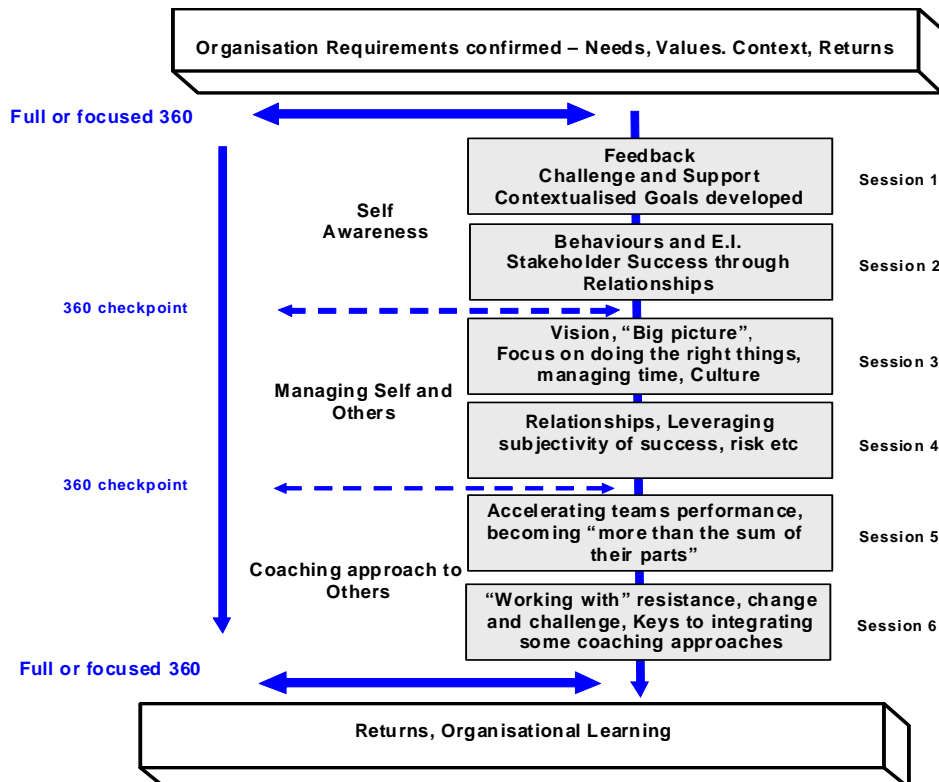 Organisation Requirements confirmed – Needs, Values. Context, Returns
Full or focused 360
Feedback
Challenge and Support
Contextualised Goals developed
Session 1
Self
Awareness
Behaviours and E.I.
Stakeholder Success through
Relationships
Session 2
360 checkpoint
Vision, “Big picture”,
Focus on doing the right things,
managing time, Culture
Session 3
Managing Self and
Others
Relationships, Leveraging
subjectivity of success, risk etc
Session 4
360 checkpoint
Accelerating teams performance,
becoming “more than the sum of
their parts”
Session 5
Coaching approach to
Others
“Working with” resistance, change
and challenge, Keys to integrating
some coaching approaches
Session 6
Full or focused 360
Returns, Organisational Learning